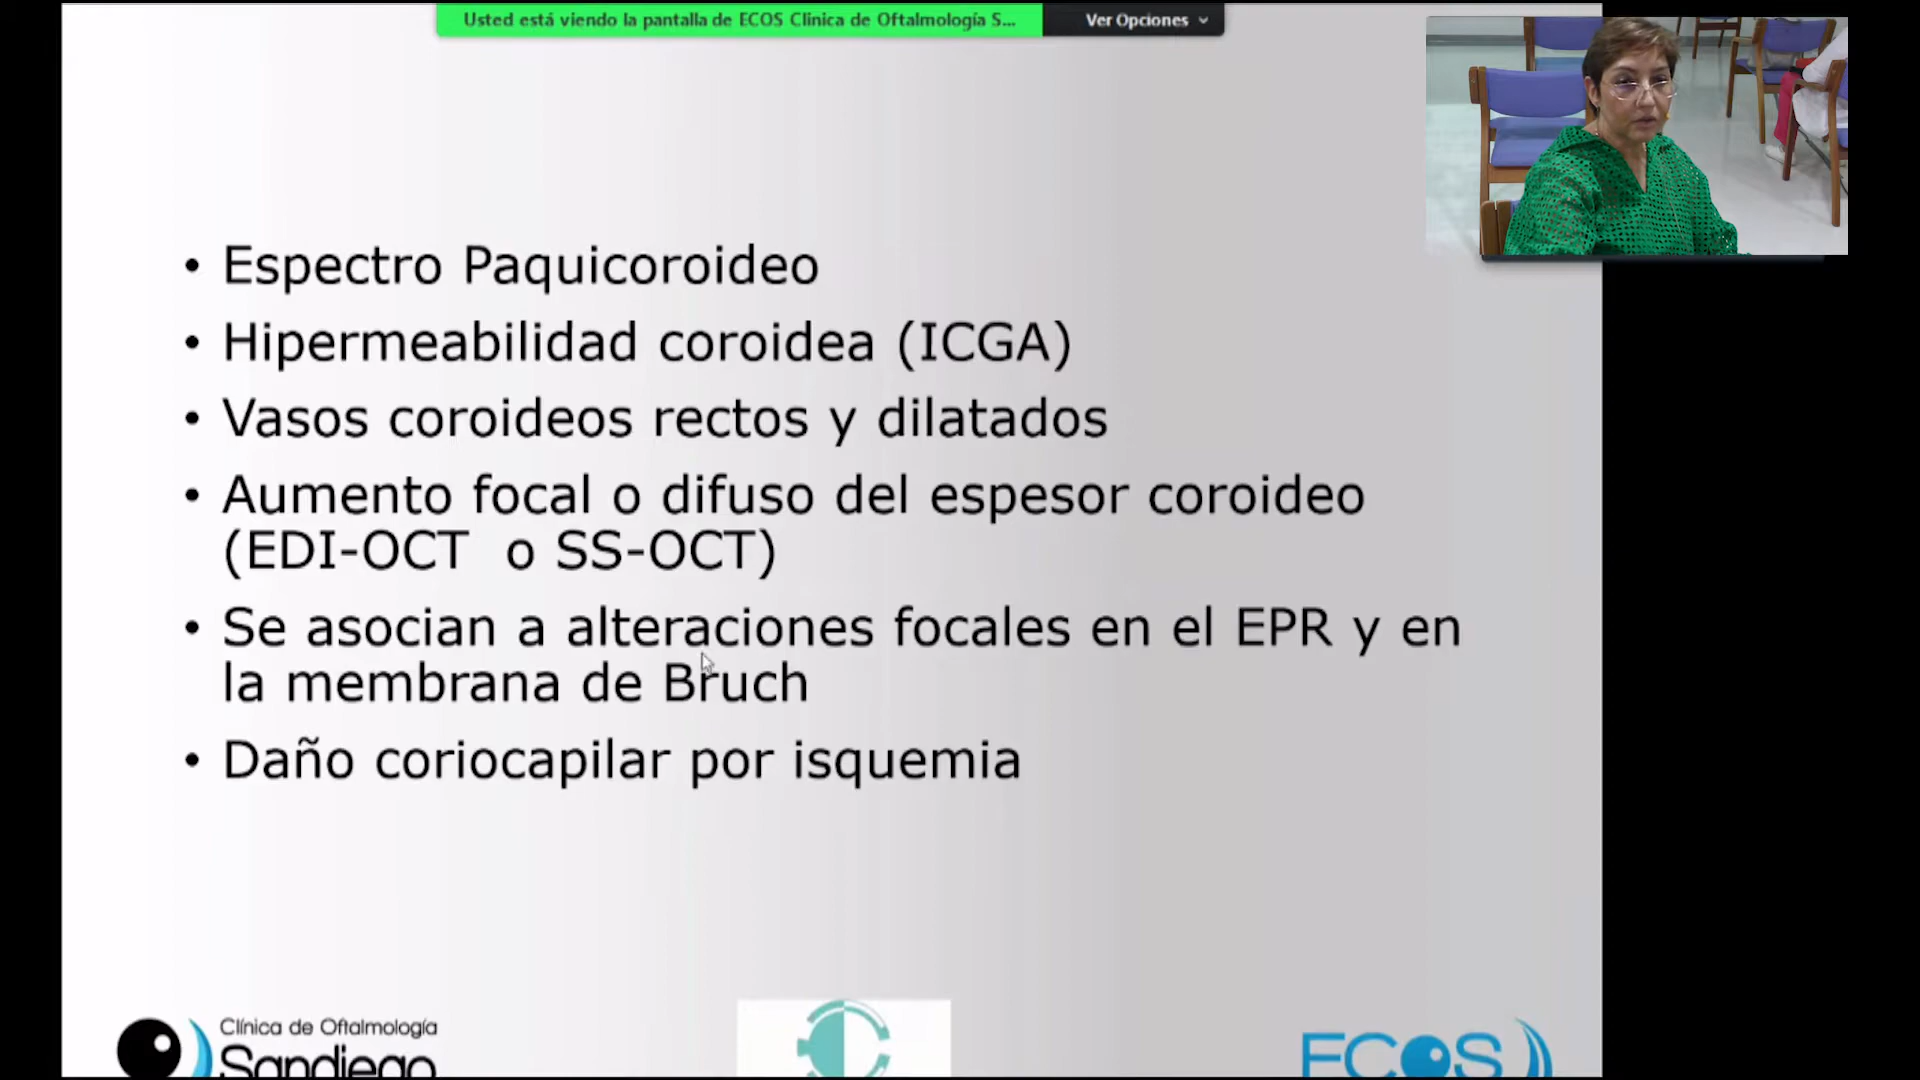 Usted está viendo la pantalla de ECOS Clinica de Oftalmología S... Ver Opciones
• Espectro Paquicoroideo
• Hipermeabilidad coroidea (ICGA)
• Vasos coroideos rectos y dilatados
• Aumento focal o difuso del espesor coroideo
(EDI-OCT o SS-OCT)
• Se asocian a alteraciones focales en el EPR y en
la membrana de Bruch
• Daño coriocapilar por isquemia
Clínica de Oftalmología
Sandiego
ECOS